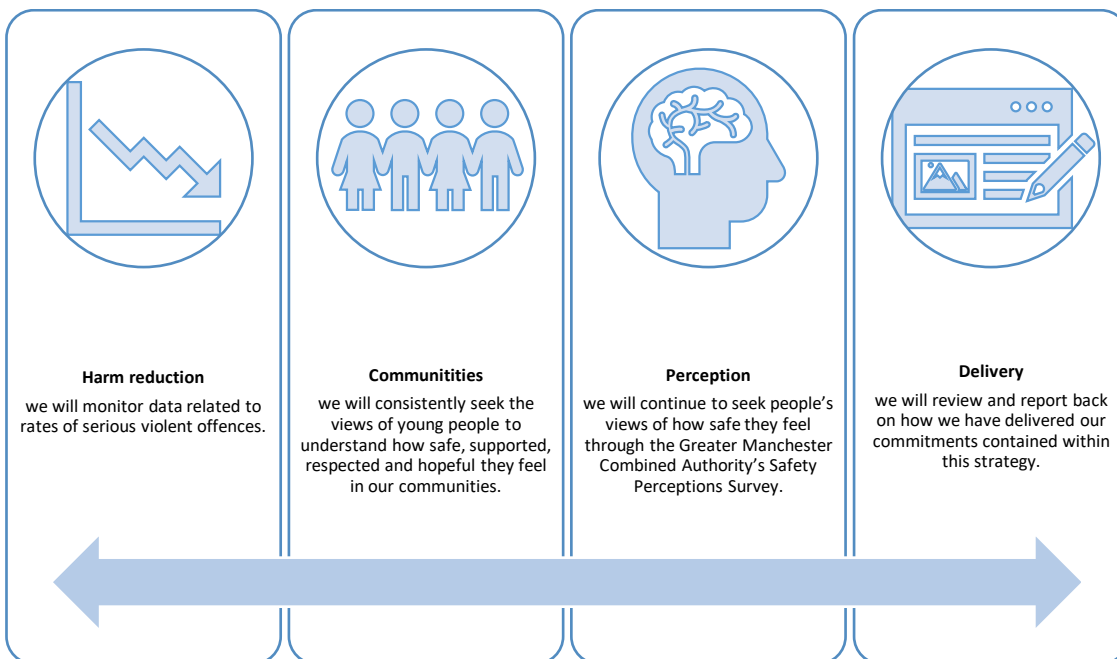 Harm reduction
we will monitor data related to
rates of serious violent offences.
Communitities
we will consistently seek the
views of young people to
understand how safe, supported,
respected and hopeful they feel
in our communities.
Perception
we will continue to seek people’s
views of how safe they feel
through the Greater Manchester
Combined Authority’s Safety
Perceptions Survey.
Delivery
we will review and report back
on how we have delivered our
commitments contained within
this strategy.